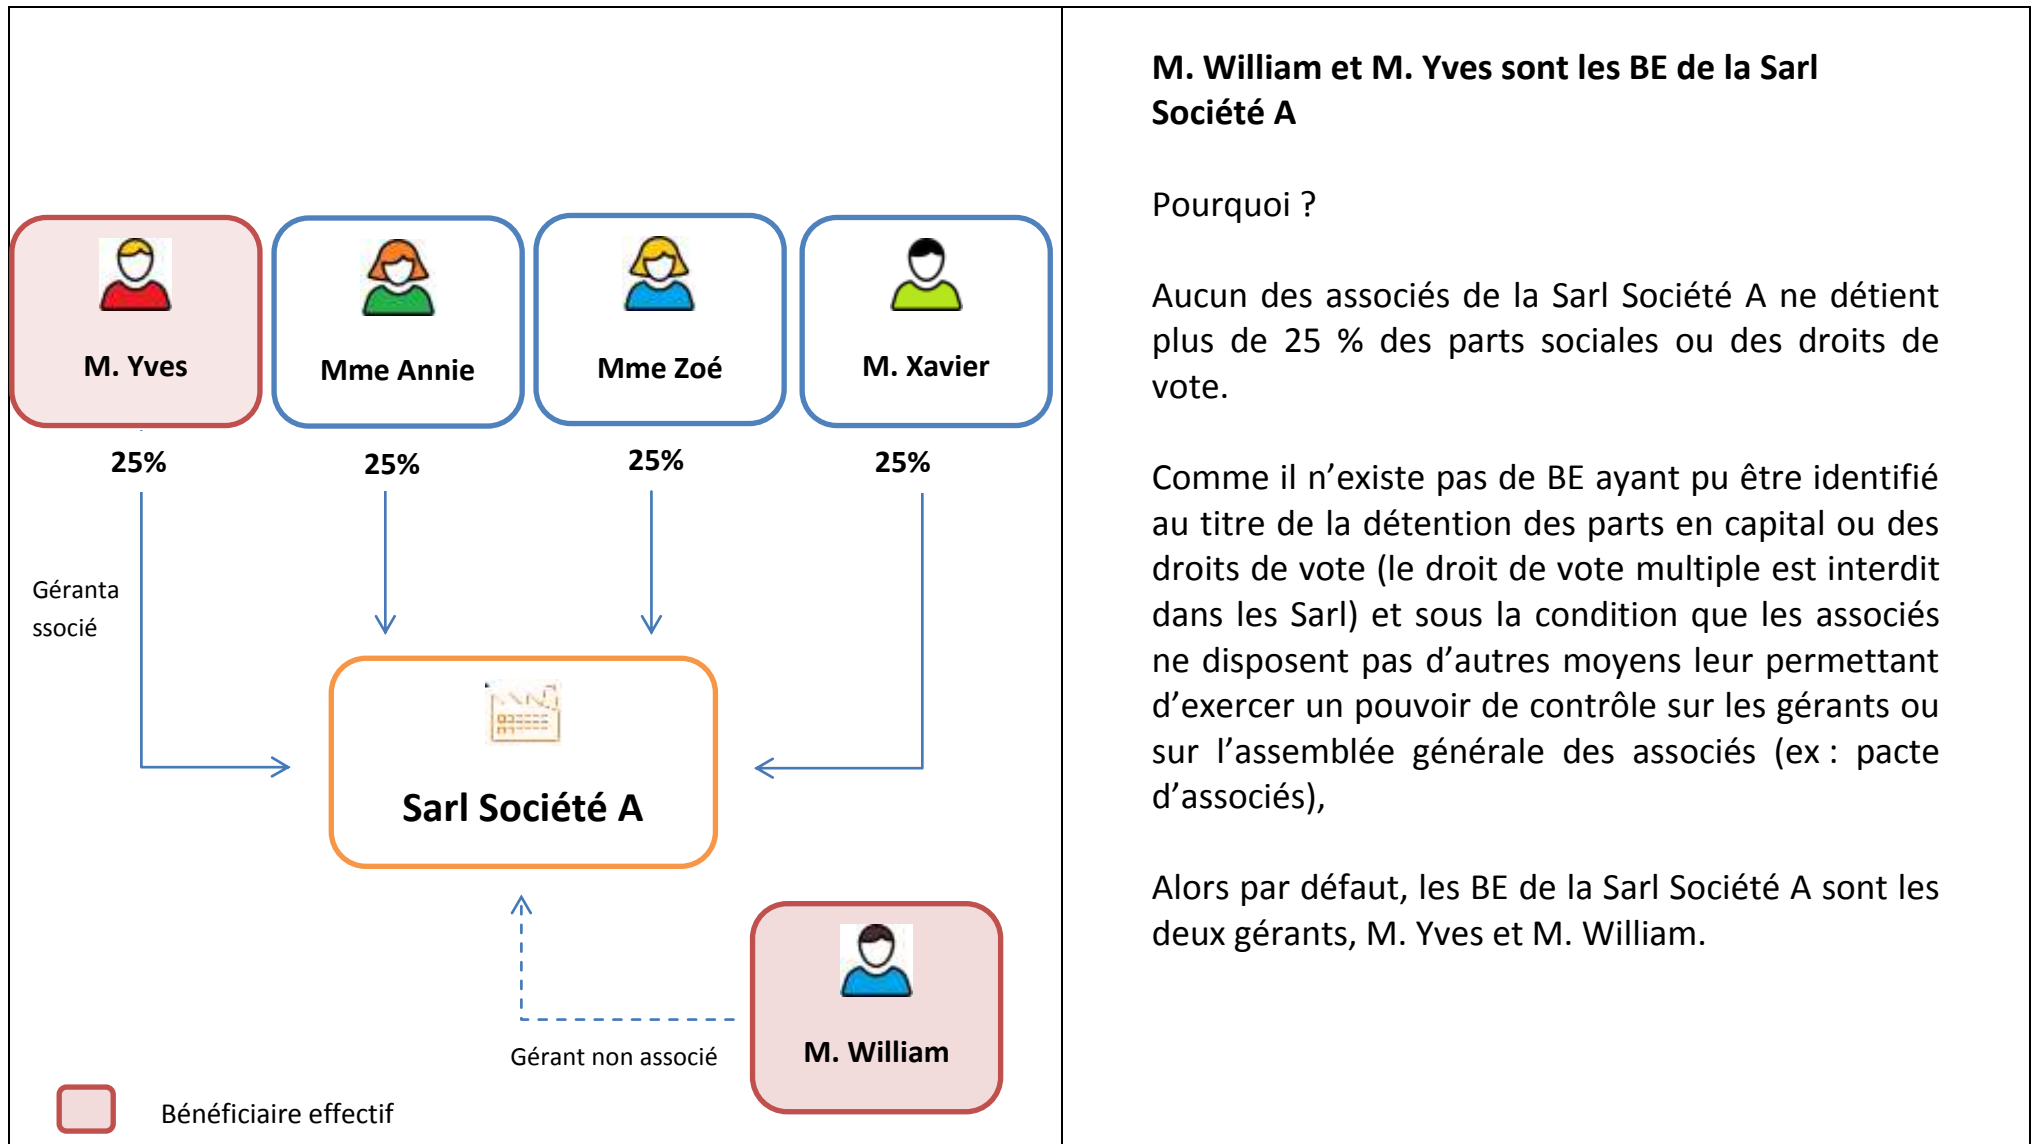 M. Yves
Mme Annie
Mme Zoé
M. Xavier
25%
25%
25%
25%
Géranta
ssocié
Sarl Société A
Gérant non associé
M. William
Bénéficiaire effectif
M. William et M. Yves sont les BE de la Sarl
Société A
Pourquoi ?
Aucun des associés de la Sarl Société A ne détient
plus de 25 % des parts sociales ou des droits de
vote.
Comme il n’existe pas de BE ayant pu être identifié
au titre de la détention des parts en capital ou des
droits de vote (le droit de vote multiple est interdit
dans les Sarl) et sous la condition que les associés
ne disposent pas d’autres moyens leur permettant
d’exercer un pouvoir de contrôle sur les gérants ou
sur l’assemblée générale des associés (ex : pacte
d’associés),
Alors par défaut, les BE de la Sarl Société A sont les
deux gérants, M. Yves et M. William.